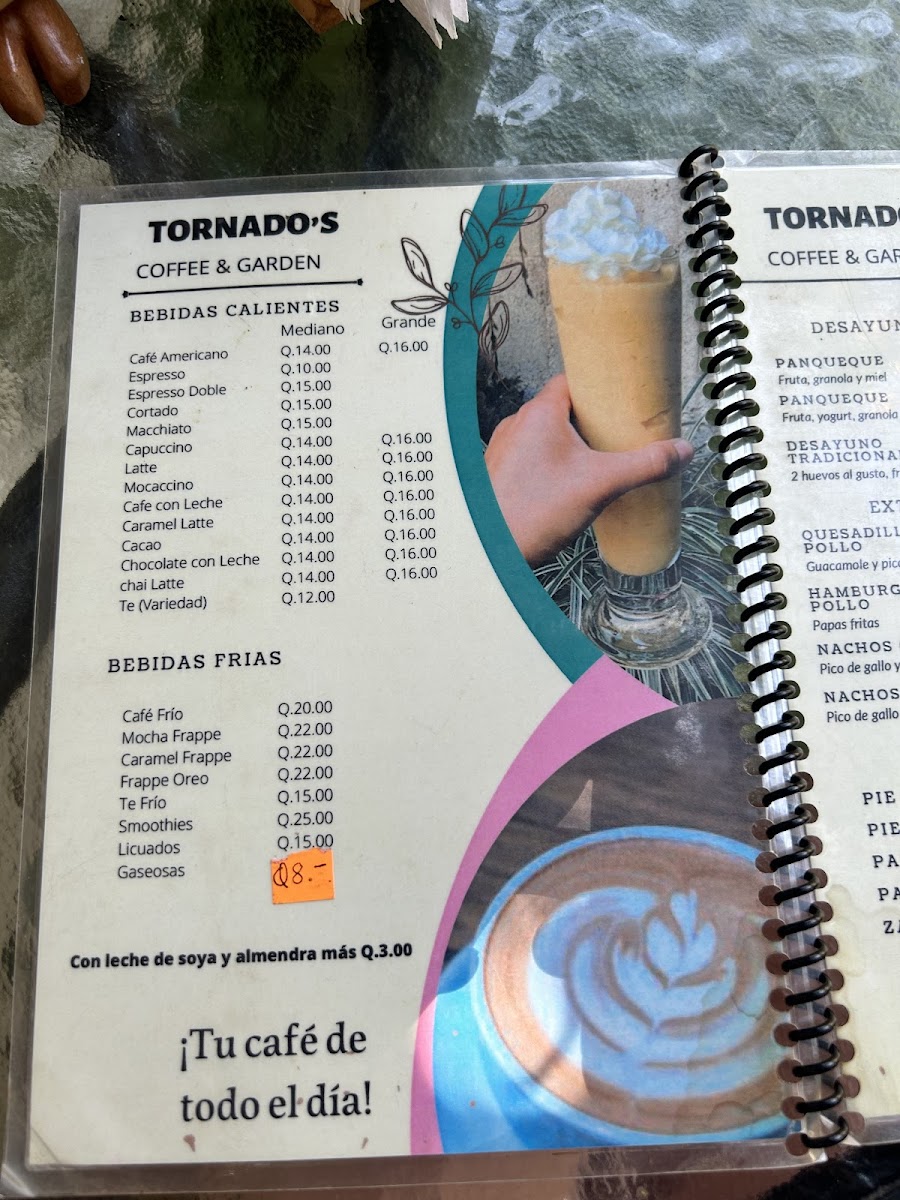 TORNADO'S
COFFEE & GARDEN
BEBIDAS CALIENTES
Mediano Grande
Café Americano Q.14.00 Q.16.00
Espresso Q.10.00
Espresso Doble Q.15.00
Cortado Q.15.00
Macchiato Q.15.00
Capuccino Q.14.00 Q.16.00
Latte Q.14.00 Q.16.00
Mocaccino Q.14.00 Q.16.00
Cafe con Leche Q.14.00 Q.16.00
Caramel Latte Q.14.00 Q.16.00
Cacao Q.14.00 Q.16.00
Chocolate con Leche Q.14.00 Q.16.00
chai Latte Q.14.00 Q.16.00
Te (Variedad) Q.12.00
BEBIDAS FRIAS
Café Frío Q.20.00
Mocha Frappe Q.22.00
Caramel Frappe Q.22.00
Frappe Oreo Q.22.00
Te Frío Q.15.00
Smoothies Q.25.00
Licuados Q.15.00
Gaseosas Q8.-
Con leche de soya y almendra más Q.3.00
¡Tu café de
todo el día!
TORNADO
COFFEE & GAR
DESAYUN
PANQUEQUE
Fruta, granola y miel
PANQUEQUE
Fruta, yogurt, granola
DESAYUNO
TRADICIONA
2 huevos al gusto, fr
EXT
QUESADILL
POLLO
Guacamole y pico
HAMBURG
POLLO
Papas fritas
NACHOS
Pico de gallo y
NACHOS
Pico de gallo
PIE
PIE
PA
PA
ZA